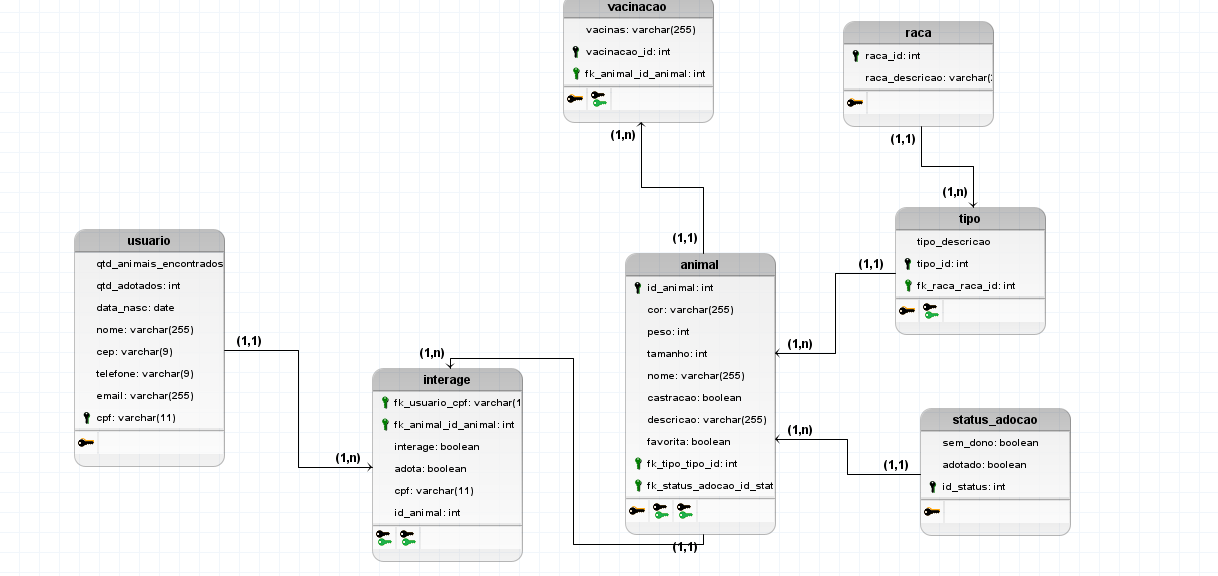 vacinacao
vacinas: varchar(255)
vacinacao_id: int
fk_animal_id_animal: int
(1,n)
raca
raca_id: int
raca_descricao: varchar(
(1,1)
(1,n)
tipo
tipo_descricao
tipo_id: int
fk_raca_raca_id: int
(1,1)
(1,n)
usuario
qtd_animais_encontrados
qtd_adotados: int
data_nasc: date
nome: varchar(255)
cep: varchar(9)
telefone: varchar(9)
email: varchar(255)
cpf: varchar(11)
(1,1)
(1,n)
interage
fk_usuario_cpf: varchar(1
fk_animal_id_animal: int
interage: boolean
adota: boolean
cpf: varchar(11)
id_animal: int
(1,n)
(1,1)
animal
id_animal: int
cor: varchar(255)
peso: int
tamanho: int
nome: varchar(255)
castracao: boolean
descricao: varchar(255)
favorita: boolean
fk_tipo_tipo_id: int
fk_status_adocao_id_stat
(1,1)
(1,n)
(1,1)
status_adocao
sem_dono: boolean
adotado: boolean
id_status: int